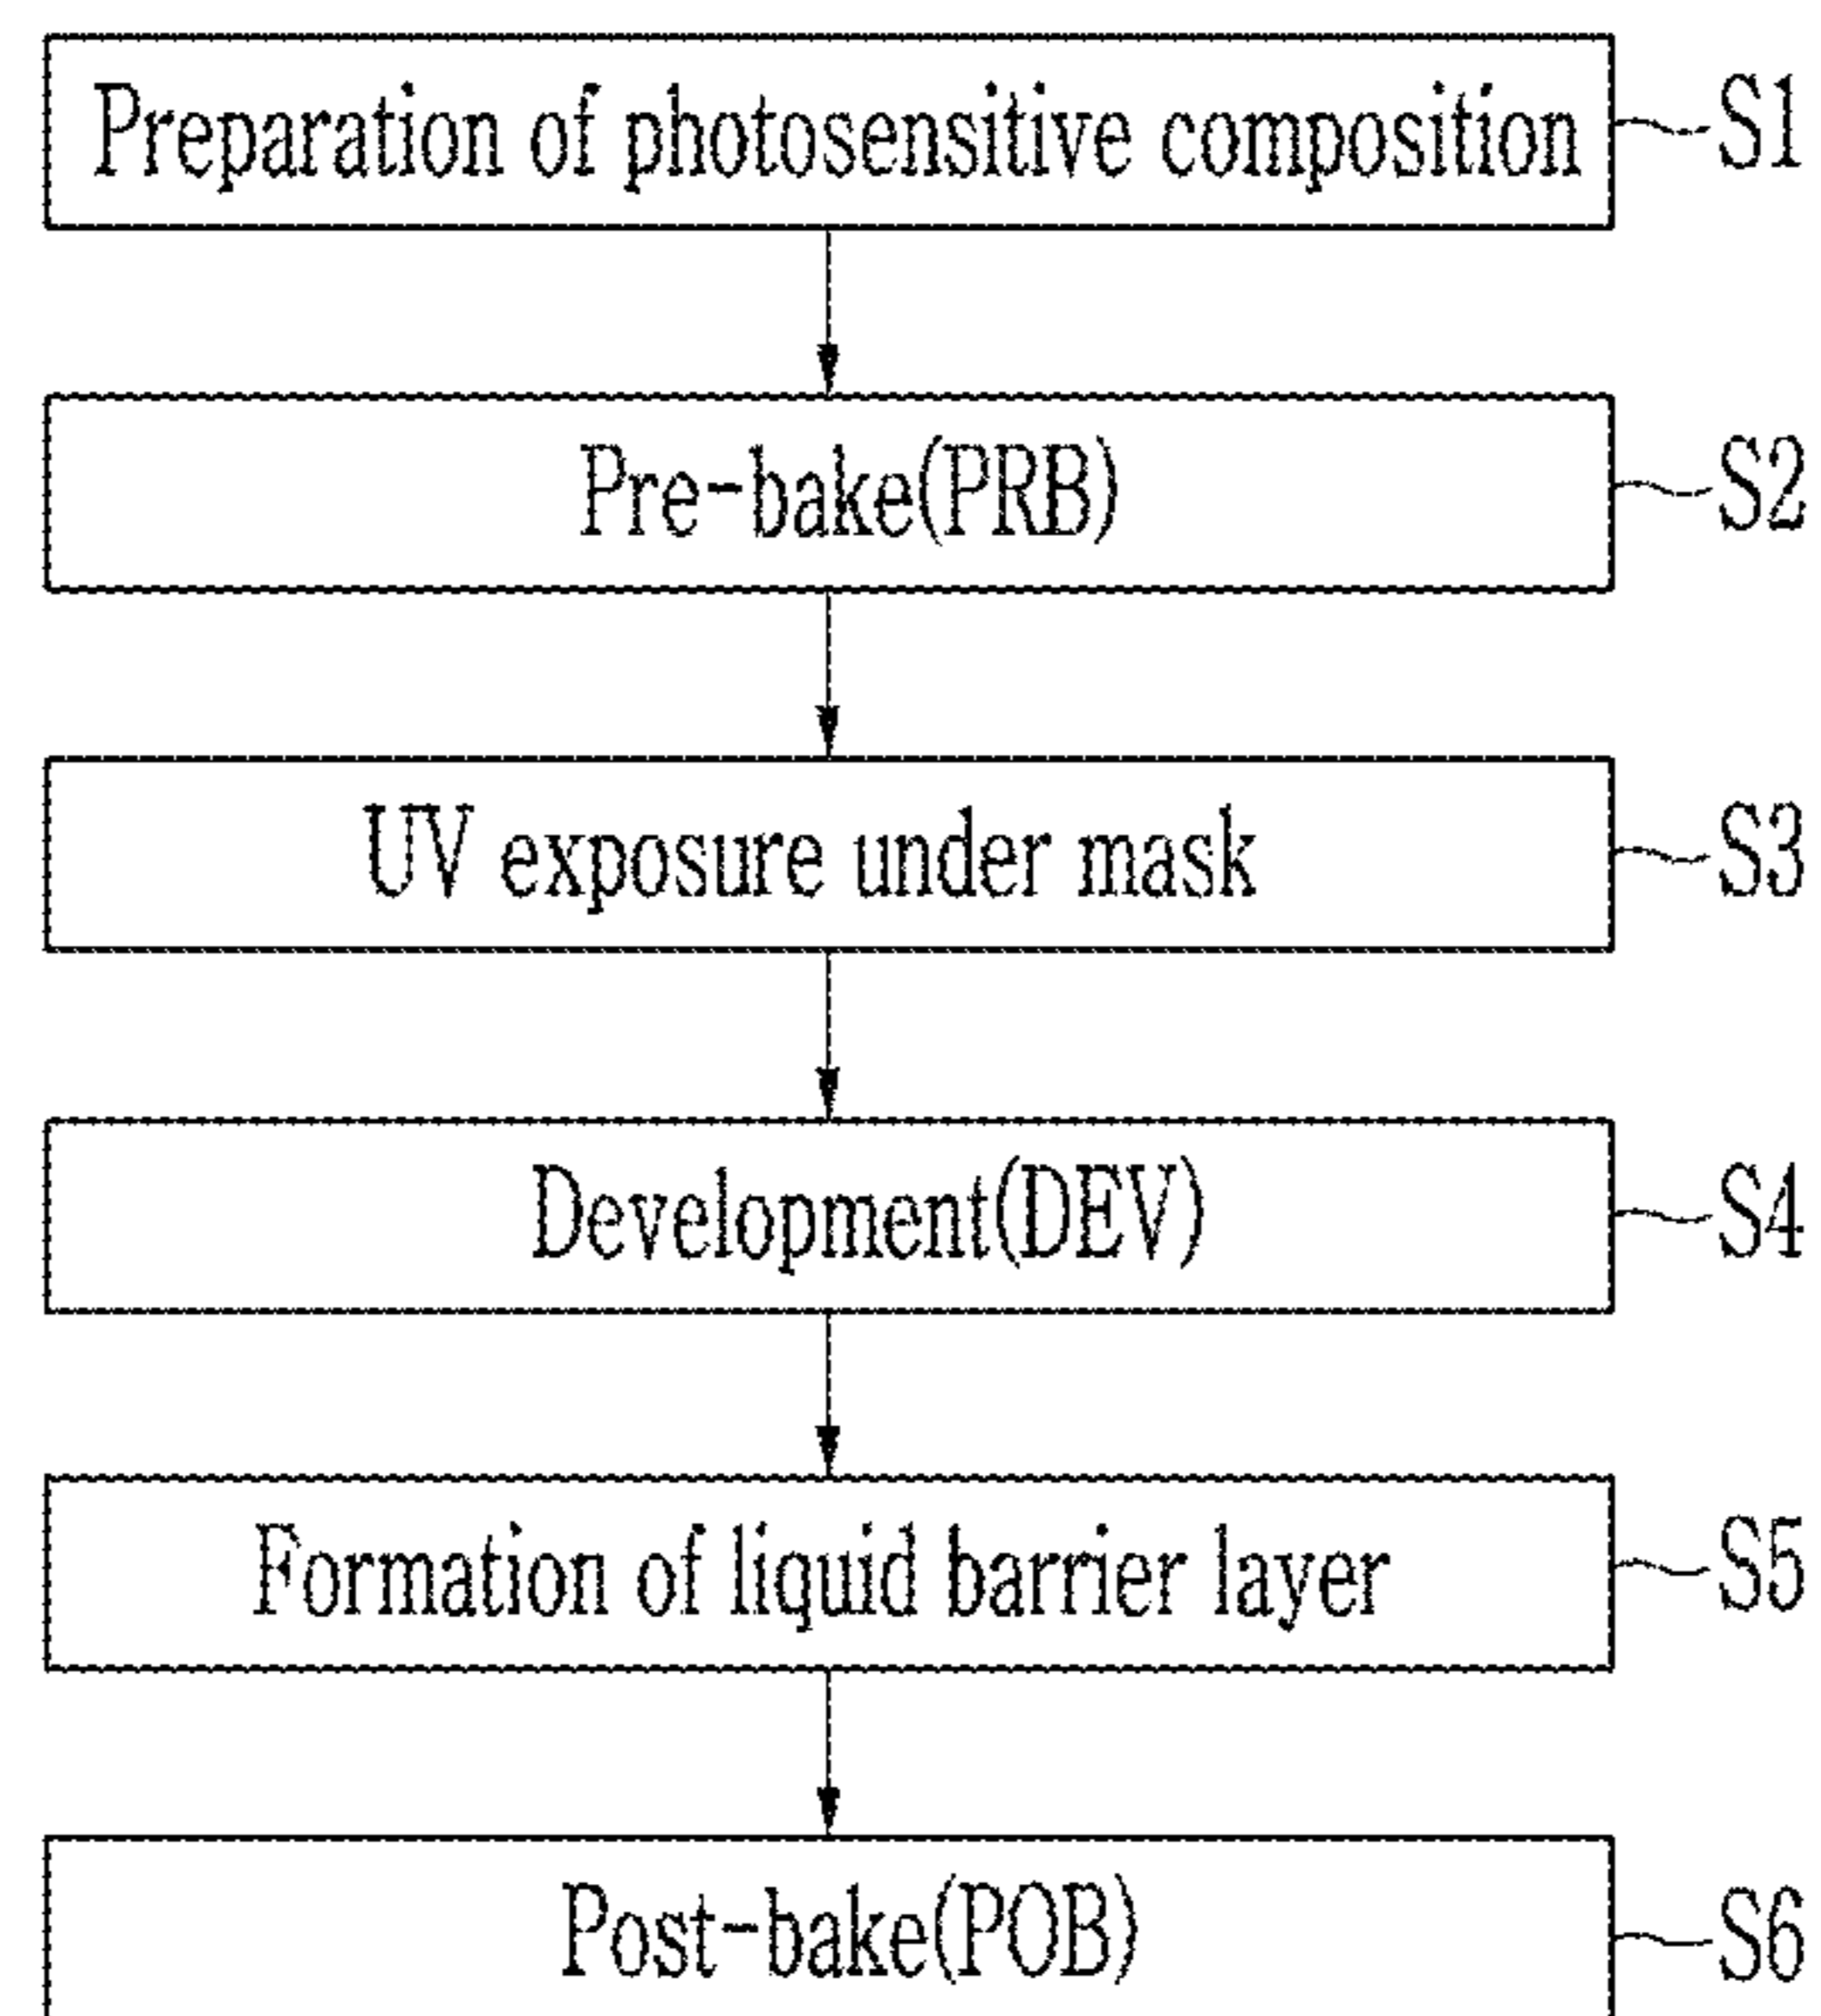 Preparation of photosensitive composition S1
Pre-bake(PRB) S2
UV exposure under mask S3
Development(DEV) S4
Formation of liquid barrier layer S5
Post-bake(POB) S6